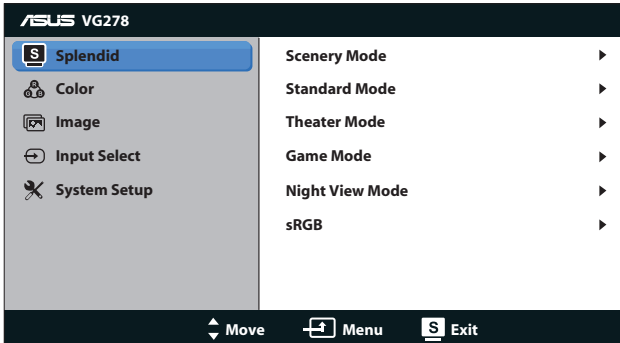 ASUS VG278
S Splendid
Color
Image
Input Select
System Setup
Scenery Mode
Standard Mode
Theater Mode
Game Mode
Night View Mode
sRGB
Move Menu S Exit